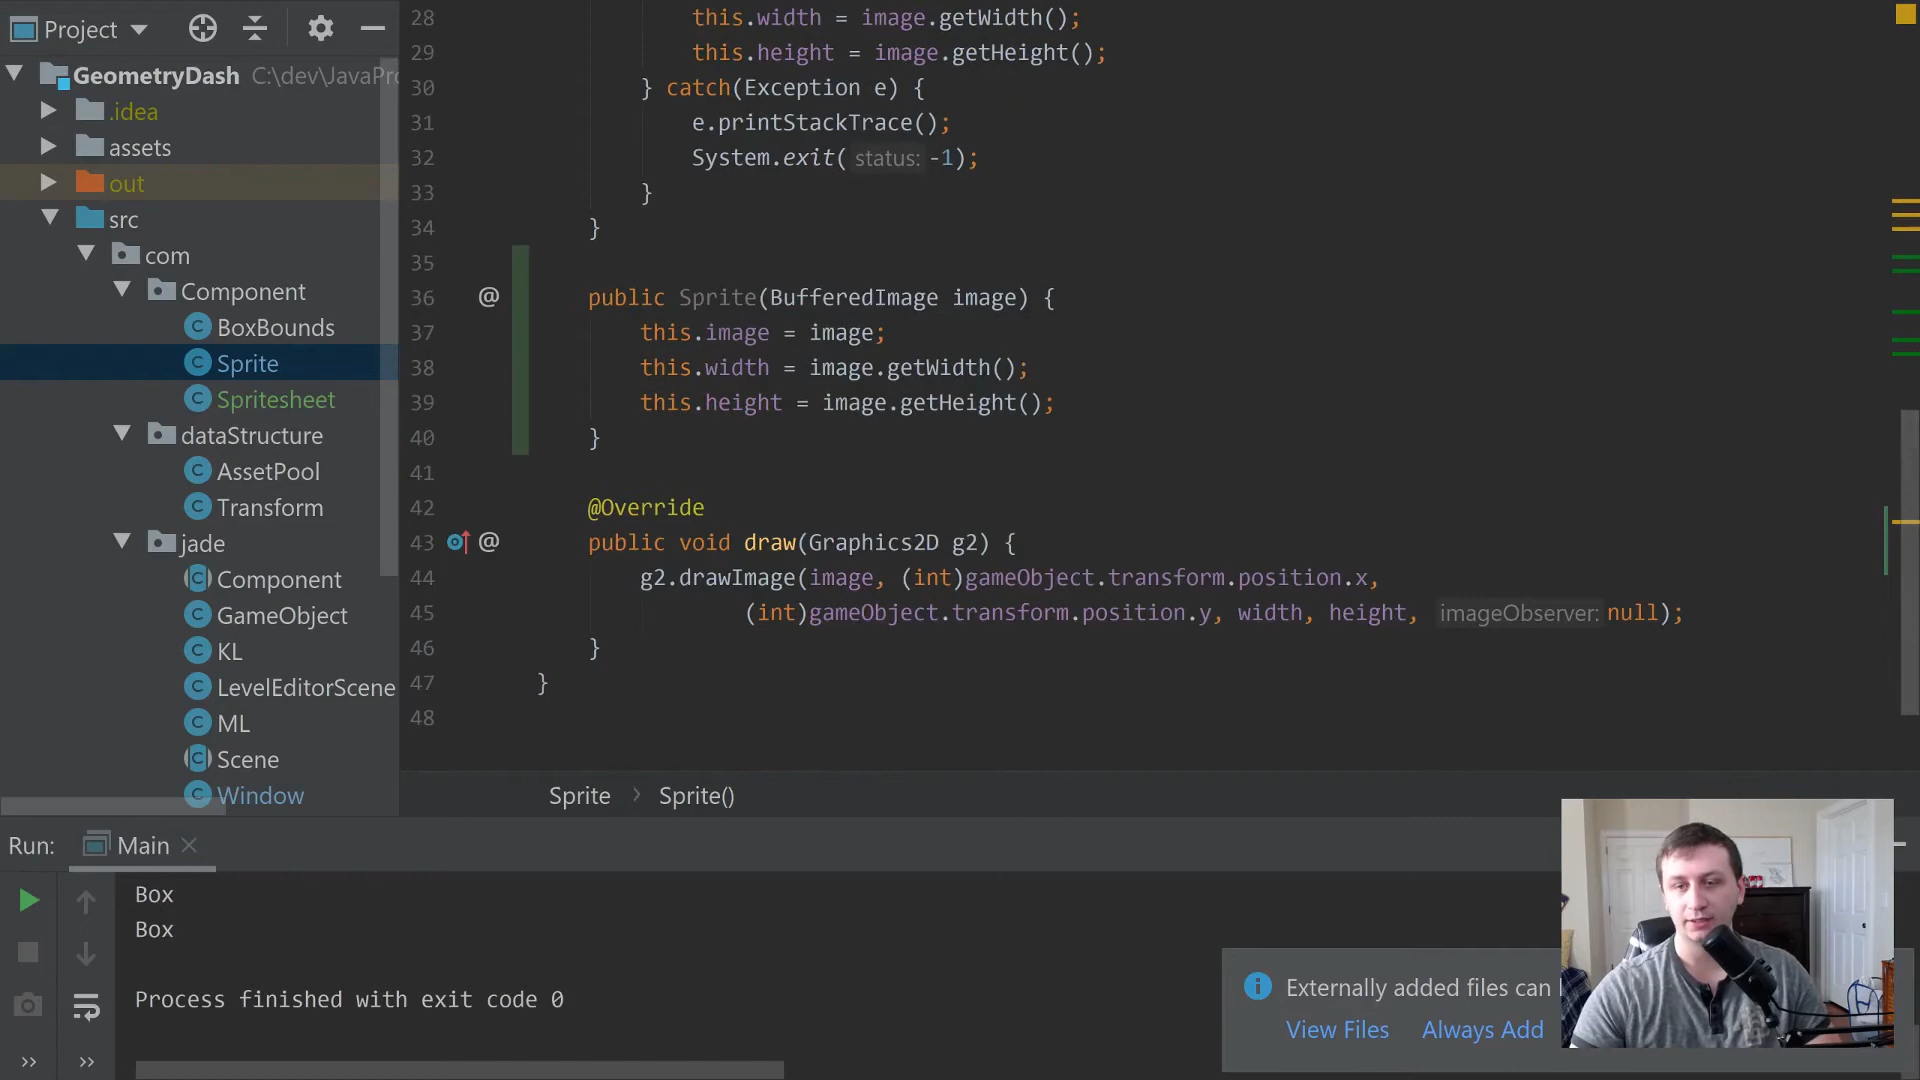 Project
GeometryDash C:\dev\JavaPro
.idea
assets
out
src
com
Component
BoxBounds
Sprite
Spritesheet
dataStructure
AssetPool
Transform
jade
Component
GameObject
KL
LevelEditorScene
ML
Scene
Window
28 this.width = image.getWidth();
29 this.height = image.getHeight();
30 } catch(Exception e) {
31 e.printStackTrace();
32 System.exit( status: -1);
33 }
34 }
35
36 @ public Sprite(BufferedImage image) {
37 this.image = image;
38 this.width = image.getWidth();
39 this.height = image.getHeight();
40 }
41
42 @Override
43 @ public void draw(Graphics2D g2) {
44 g2.drawImage(image, (int)gameObject.transform.position.x,
45 (int)gameObject.transform.position.y, width, height, imageObserver: null);
46 }
47 }
48
Sprite > Sprite()
Run: Main
Box
Box
Process finished with exit code 0
Externally added files can
View Files Always Add